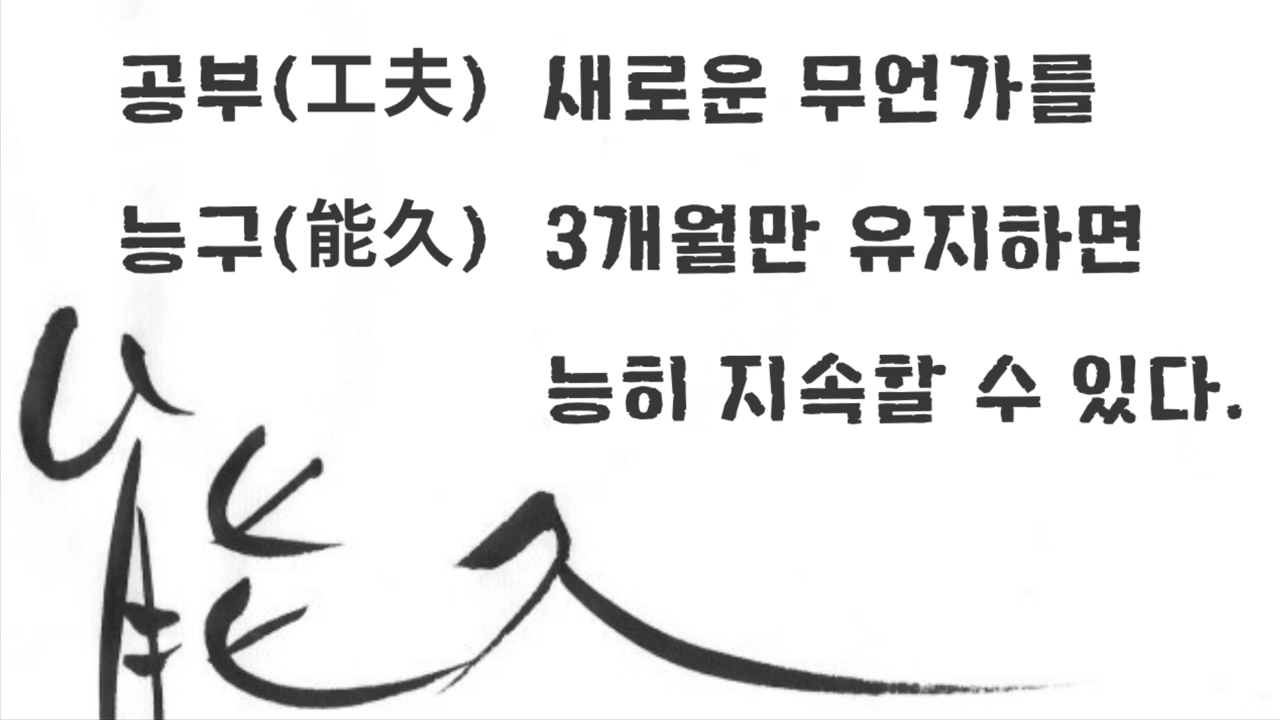 공부(工夫) 새로운 무언가를
능구(能久) 3개월만 유지하면
능히 지속할 수 있다.
能久